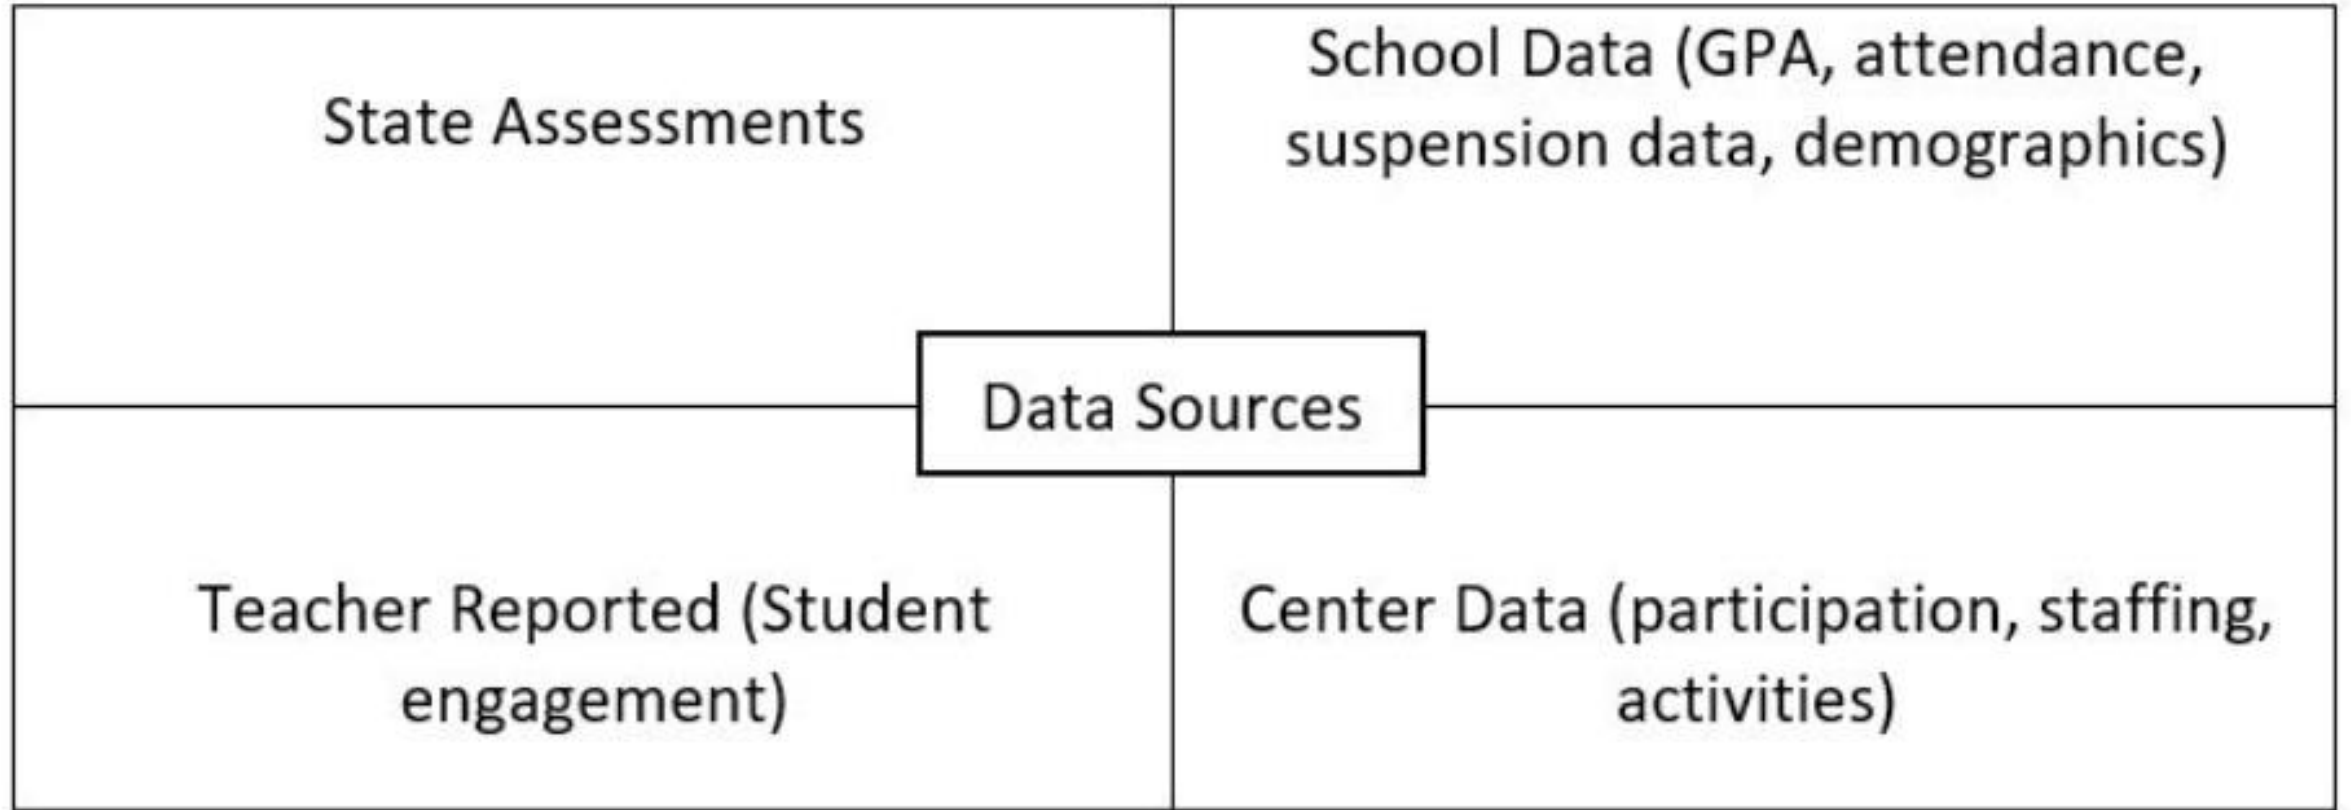 State Assessments
School Data (GPA, attendance,
suspension data, demographics)
Data Sources
Teacher Reported (Student
engagement)
Center Data (participation, staffing,
activities)